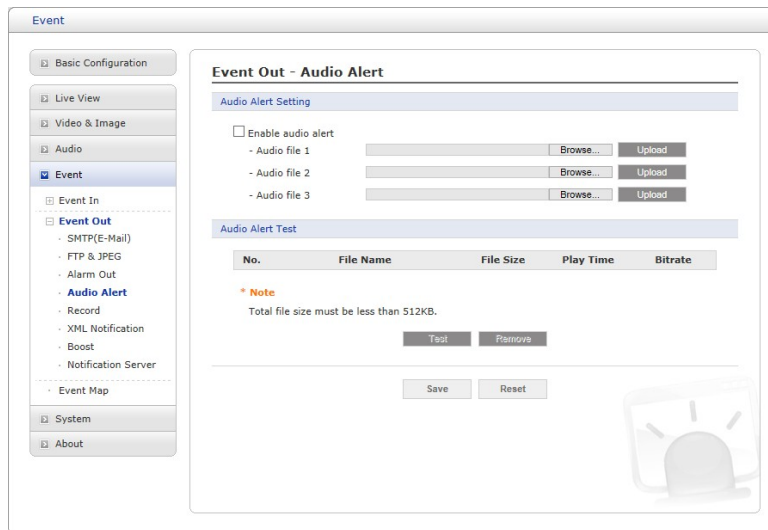 Event
Basic Configuration
Live View
Video & Image
Audio
Event
Event In
Event Out
SMTP(E-Mail)
FTP & JPEG
Alarm Out
Audio Alert
Record
XML Notification
Boost
Notification Server
Event Map
System
About
Event Out - Audio Alert
Audio Alert Setting
Enable audio alert
- Audio file 1 Browse... Upload
- Audio file 2 Browse... Upload
- Audio file 3 Browse... Upload
Audio Alert Test
No. File Name File Size Play Time Bitrate
* Note
Total file size must be less than 512KB.
Test Remove
Save Reset